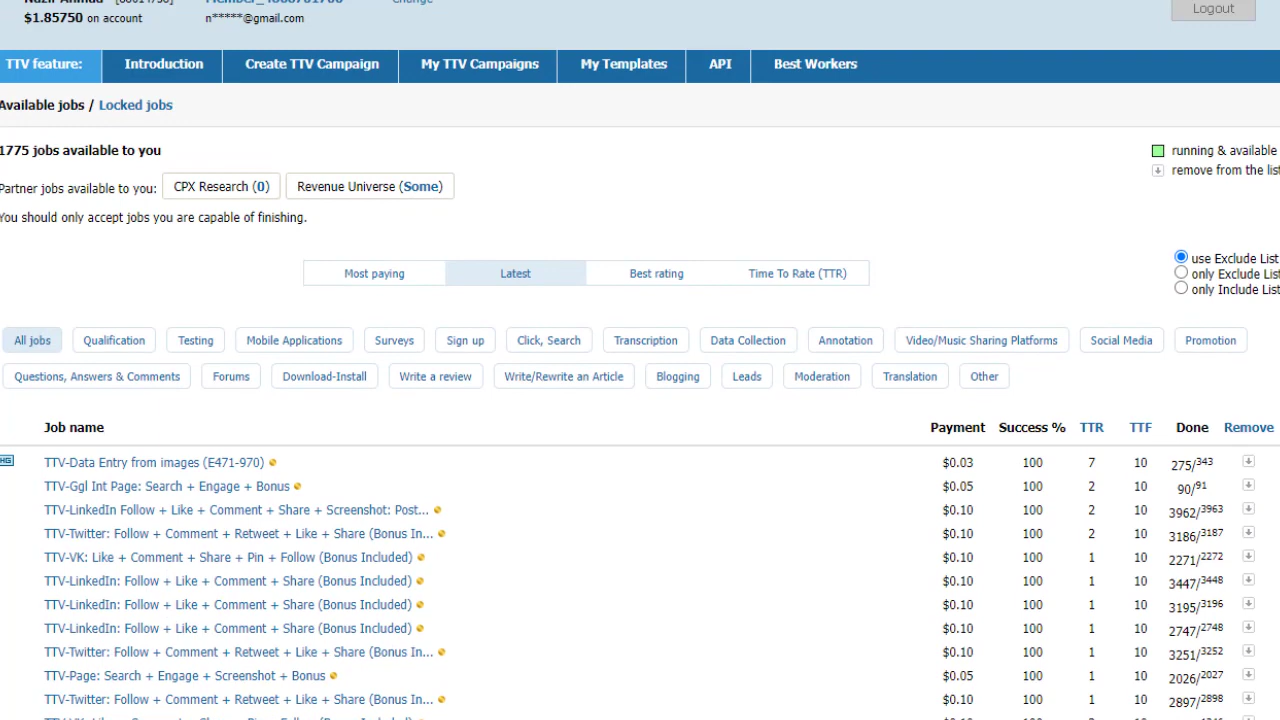 $1.85750 on account
n*****@gmail.com
Logout
TTV feature: Introduction Create TTV Campaign My TTV Campaigns My Templates API Best Workers
Available jobs / Locked jobs
1775 jobs available to you
running & available
remove from the list
Partner jobs available to you: CPX Research (0) Revenue Universe (Some)
You should only accept jobs you are capable of finishing.
Most paying Latest Best rating Time To Rate (TTR)
use Exclude List
only Exclude List
only Include List
All jobs Qualification Testing Mobile Applications Surveys Sign up Click, Search Transcription Data Collection Annotation Video/Music Sharing Platforms Social Media Promotion
Questions, Answers & Comments Forums Download-Install Write a review Write/Rewrite an Article Blogging Leads Moderation Translation Other
Job name Payment Success % TTR TTF Done Remove
HG TTV-Data Entry from images (E471-970) $0.03 100 7 10 275/343
TTV-Ggl Int Page: Search + Engage + Bonus $0.05 100 2 10 90/91
TTV-LinkedIn Follow + Like + Comment + Share + Screenshot: Post... $0.10 100 2 10 3962/3963
TTV-Twitter: Follow + Comment + Retweet + Like + Share (Bonus In... $0.10 100 2 10 3186/3187
TTV-VK: Like + Comment + Share + Pin + Follow (Bonus Included) $0.10 100 1 10 2271/2272
TTV-LinkedIn: Follow + Like + Comment + Share (Bonus Included) $0.10 100 1 10 3447/3448
TTV-LinkedIn: Follow + Like + Comment + Share (Bonus Included) $0.10 100 1 10 3195/3196
TTV-LinkedIn: Follow + Like + Comment + Share (Bonus Included) $0.10 100 1 10 2747/2748
TTV-Twitter: Follow + Comment + Retweet + Like + Share (Bonus In... $0.10 100 1 10 3251/3252
TTV-Page: Search + Engage + Screenshot + Bonus $0.05 100 1 10 2026/2027
TTV-Twitter: Follow + Comment + Retweet + Like + Share (Bonus In... $0.10 100 1 10 2897/2898